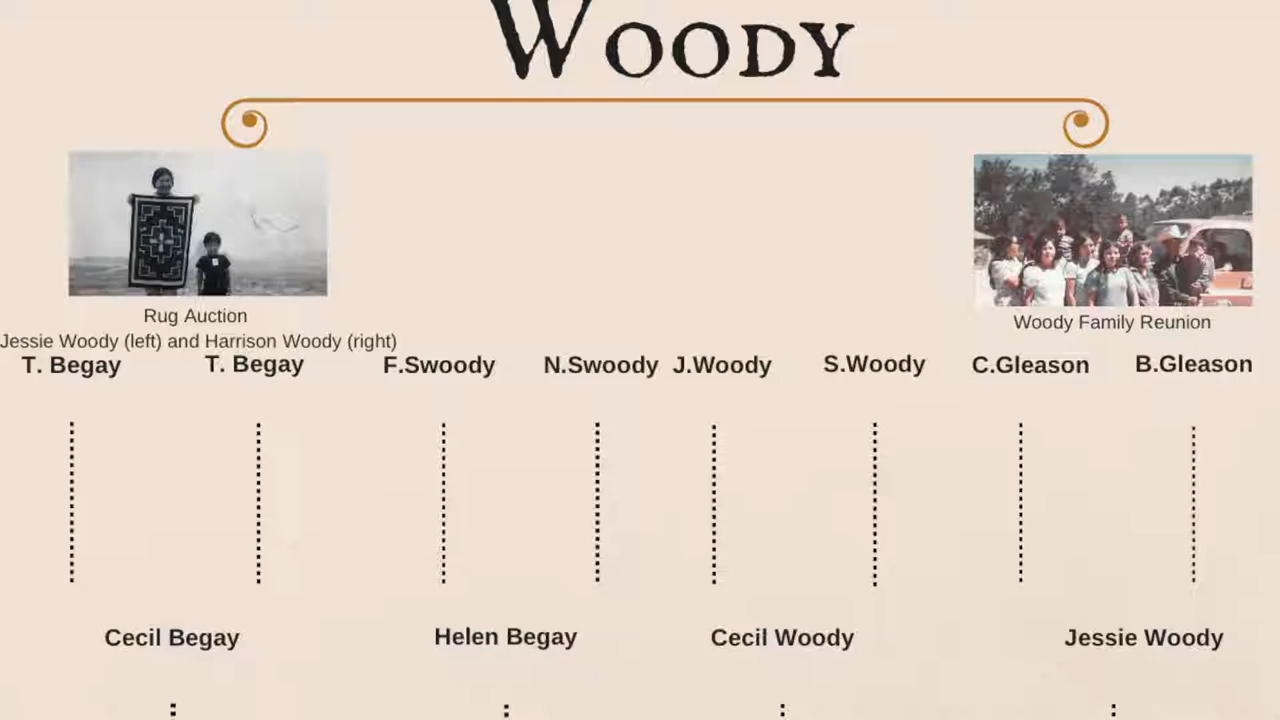 Woody
Rug Auction
Jessie Woody (left) and Harrison Woody (right)
Woody Family Reunion
T. Begay T. Begay F.Swoody N.Swoody J.Woody S.Woody C.Gleason B.Gleason
Cecil Begay Helen Begay Cecil Woody Jessie Woody